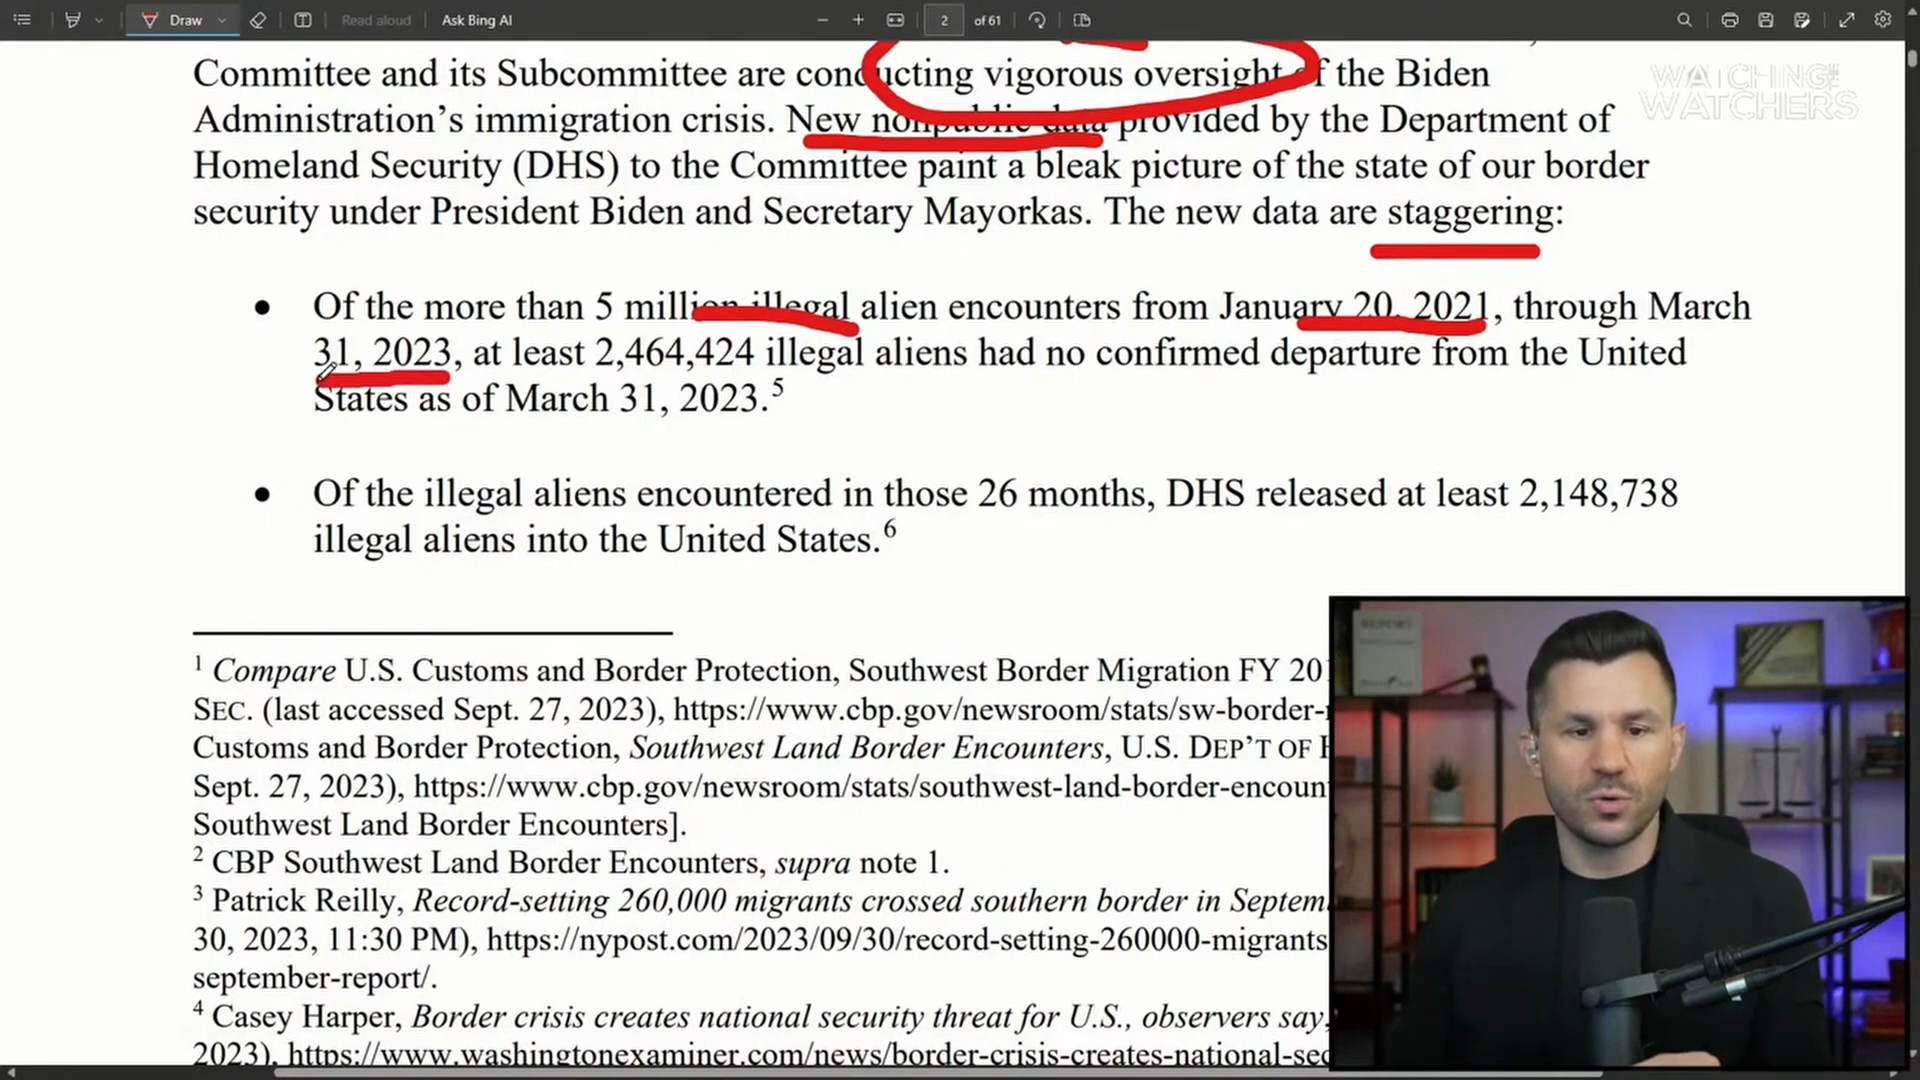 Draw
Read aloud
Ask Bing AI
2
of 61
WATCHING THE
WATCHERS
Committee and its Subcommittee are conducting vigorous oversight of the Biden
Administration’s immigration crisis. New nonpublic data provided by the Department of
Homeland Security (DHS) to the Committee paint a bleak picture of the state of our border
security under President Biden and Secretary Mayorkas. The new data are staggering:
• Of the more than 5 million illegal alien encounters from January 20, 2021, through March
31, 2023, at least 2,464,424 illegal aliens had no confirmed departure from the United
States as of March 31, 2023.5
• Of the illegal aliens encountered in those 26 months, DHS released at least 2,148,738
illegal aliens into the United States.6
1 Compare U.S. Customs and Border Protection, Southwest Border Migration FY 201
SEC. (last accessed Sept. 27, 2023), https://www.cbp.gov/newsroom/stats/sw-border-
Customs and Border Protection, Southwest Land Border Encounters, U.S. DEP’T OF
Sept. 27, 2023), https://www.cbp.gov/newsroom/stats/southwest-land-border-encoun
Southwest Land Border Encounters].
2 CBP Southwest Land Border Encounters, supra note 1.
3 Patrick Reilly, Record-setting 260,000 migrants crossed southern border in Septem
30, 2023, 11:30 PM), https://nypost.com/2023/09/30/record-setting-260000-migrants
september-report/.
4 Casey Harper, Border crisis creates national security threat for U.S., observers say,
2023), https://www.washingtonexaminer.com/news/border-crisis-creates-national-sec